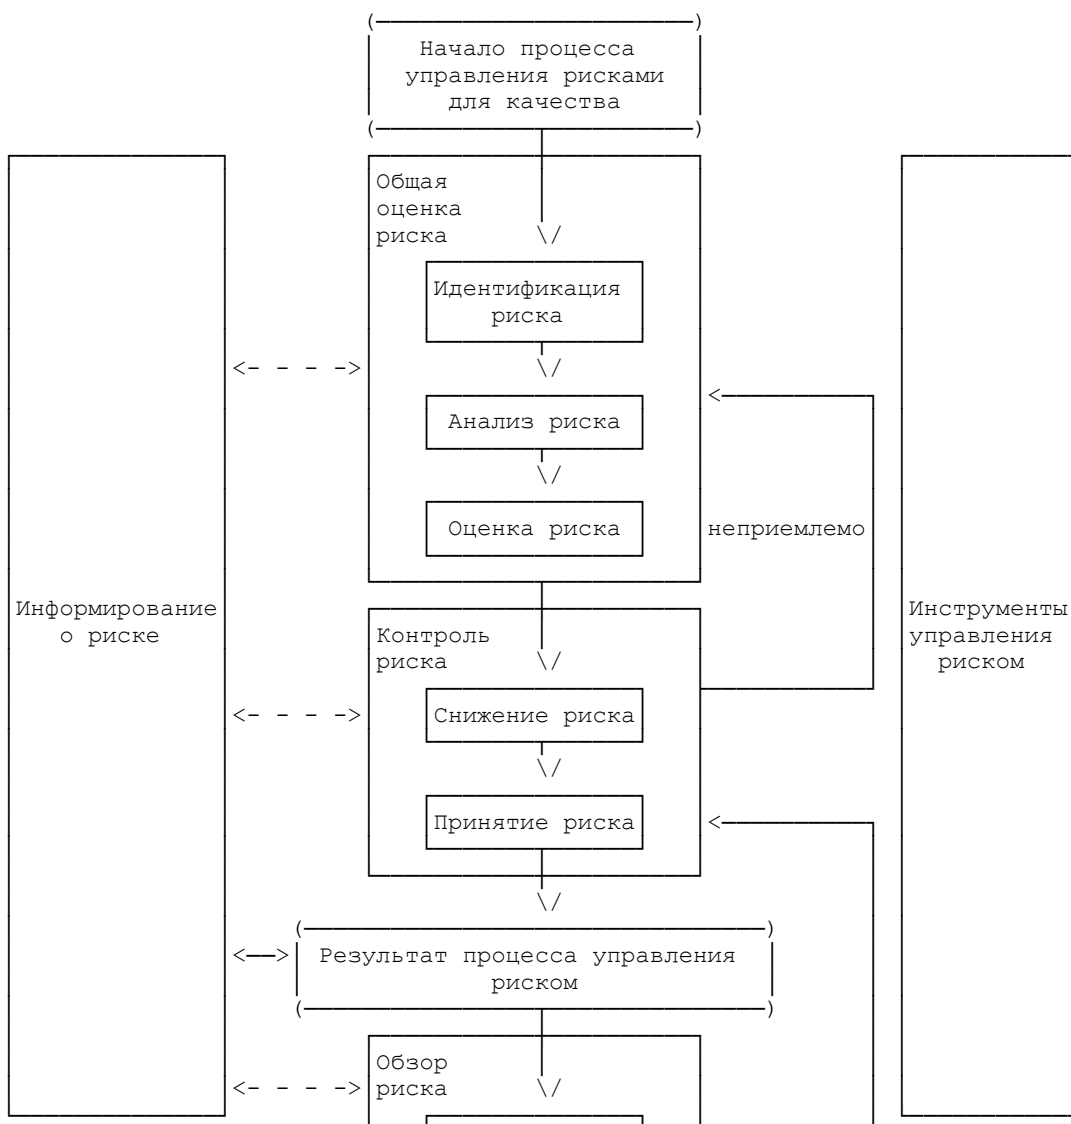 Начало процесса
управления рисками
для качества
Общая
оценка
риска
Идентификация
риска
Анализ риска
Оценка риска
неприемлемо
Информирование
о риске
Контроль
риска
Инструменты
управления
риском
Снижение риска
Принятие риска
Результат процесса управления
риском
Обзор
риска